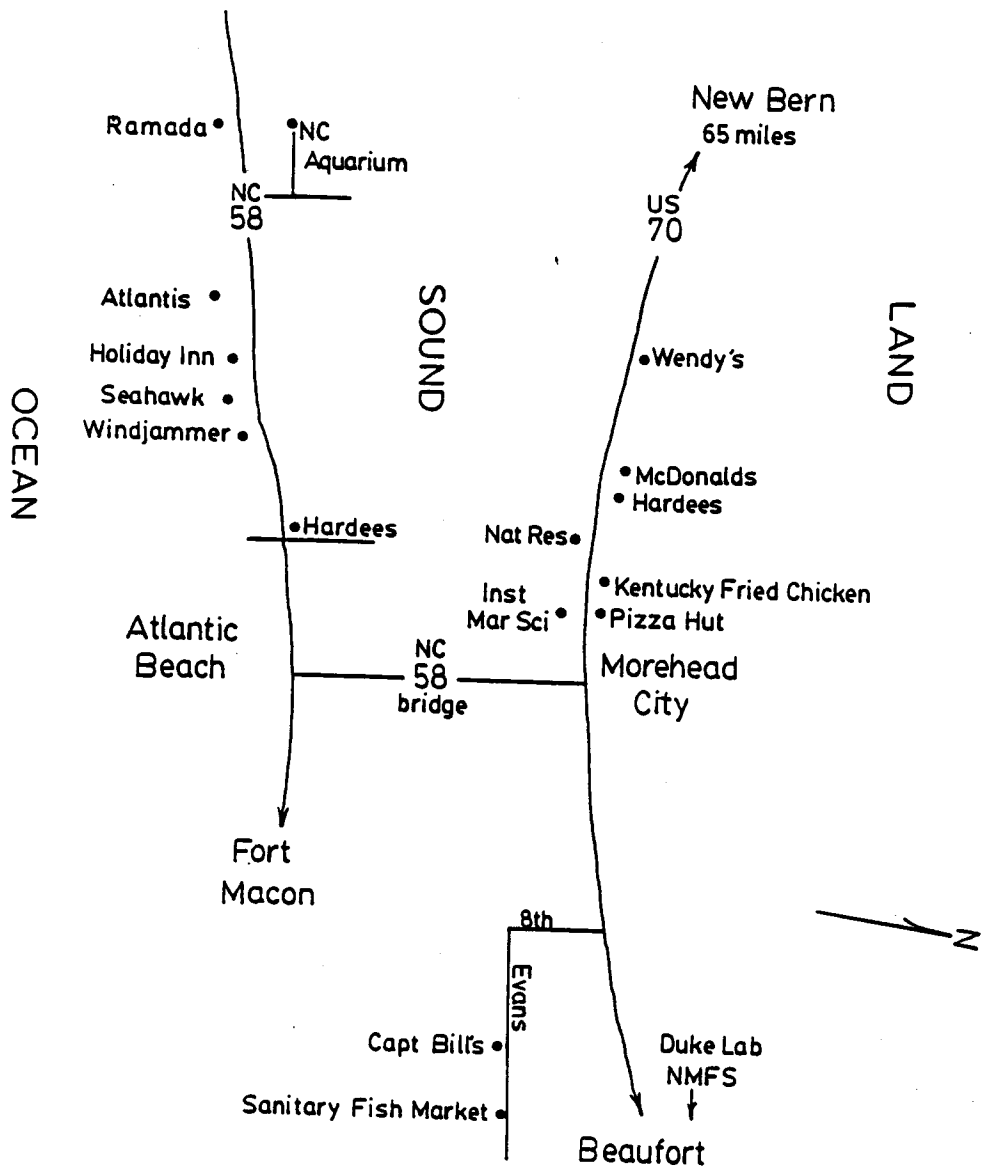 New Bern
65 miles
Ramada
NC
Aquarium
NC
58
US
70
Atlantis
SOUND
LAND
Holiday Inn
Wendy's
Seahawk
OCEAN
Windjammer
McDonalds
Hardees
Hardees
Nat Res
Kentucky Fried Chicken
Inst
Mar Sci
Pizza Hut
Atlantic
Beach
NC
58
bridge
Morehead
City
Fort
Macon
8th
N
Evans
Capt Bill's
Duke Lab
NMFS
Sanitary Fish Market
Beaufort